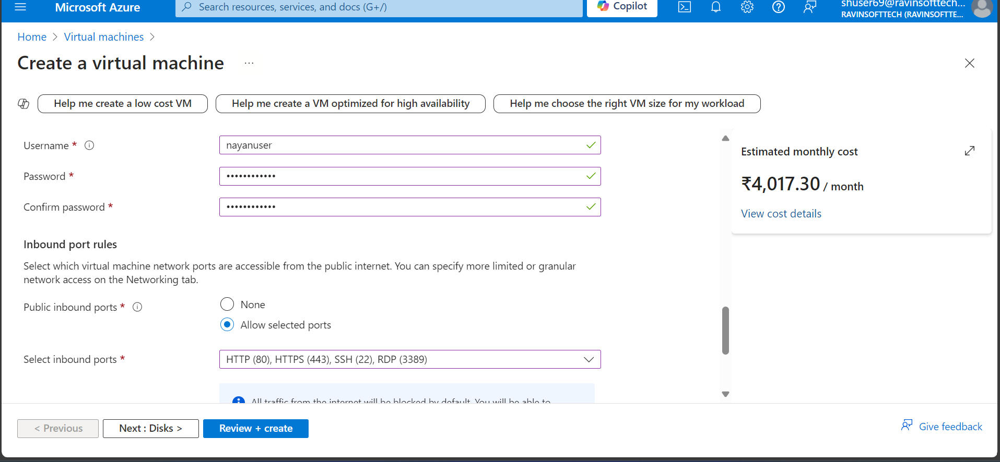 Microsoft Azure
Search resources, services, and docs (G+/)
Copilot
shuser69@ravinsofttech...
RAVINSOFTTECH (RAVINSOFTTE...
Home > Virtual machines >
Create a virtual machine ...
Help me create a low cost VM
Help me create a VM optimized for high availability
Help me choose the right VM size for my workload
Username *
nayanuser
Password *
••••••••••••
Confirm password *
••••••••••••
Inbound port rules
Select which virtual machine network ports are accessible from the public internet. You can specify more limited or granular
network access on the Networking tab.
Public inbound ports *
None
Allow selected ports
Select inbound ports *
HTTP (80), HTTPS (443), SSH (22), RDP (3389)
All traffic from the internet will be blocked by default. You will be able to
Estimated monthly cost
₹4,017.30 / month
View cost details
< Previous
Next : Disks >
Review + create
Give feedback